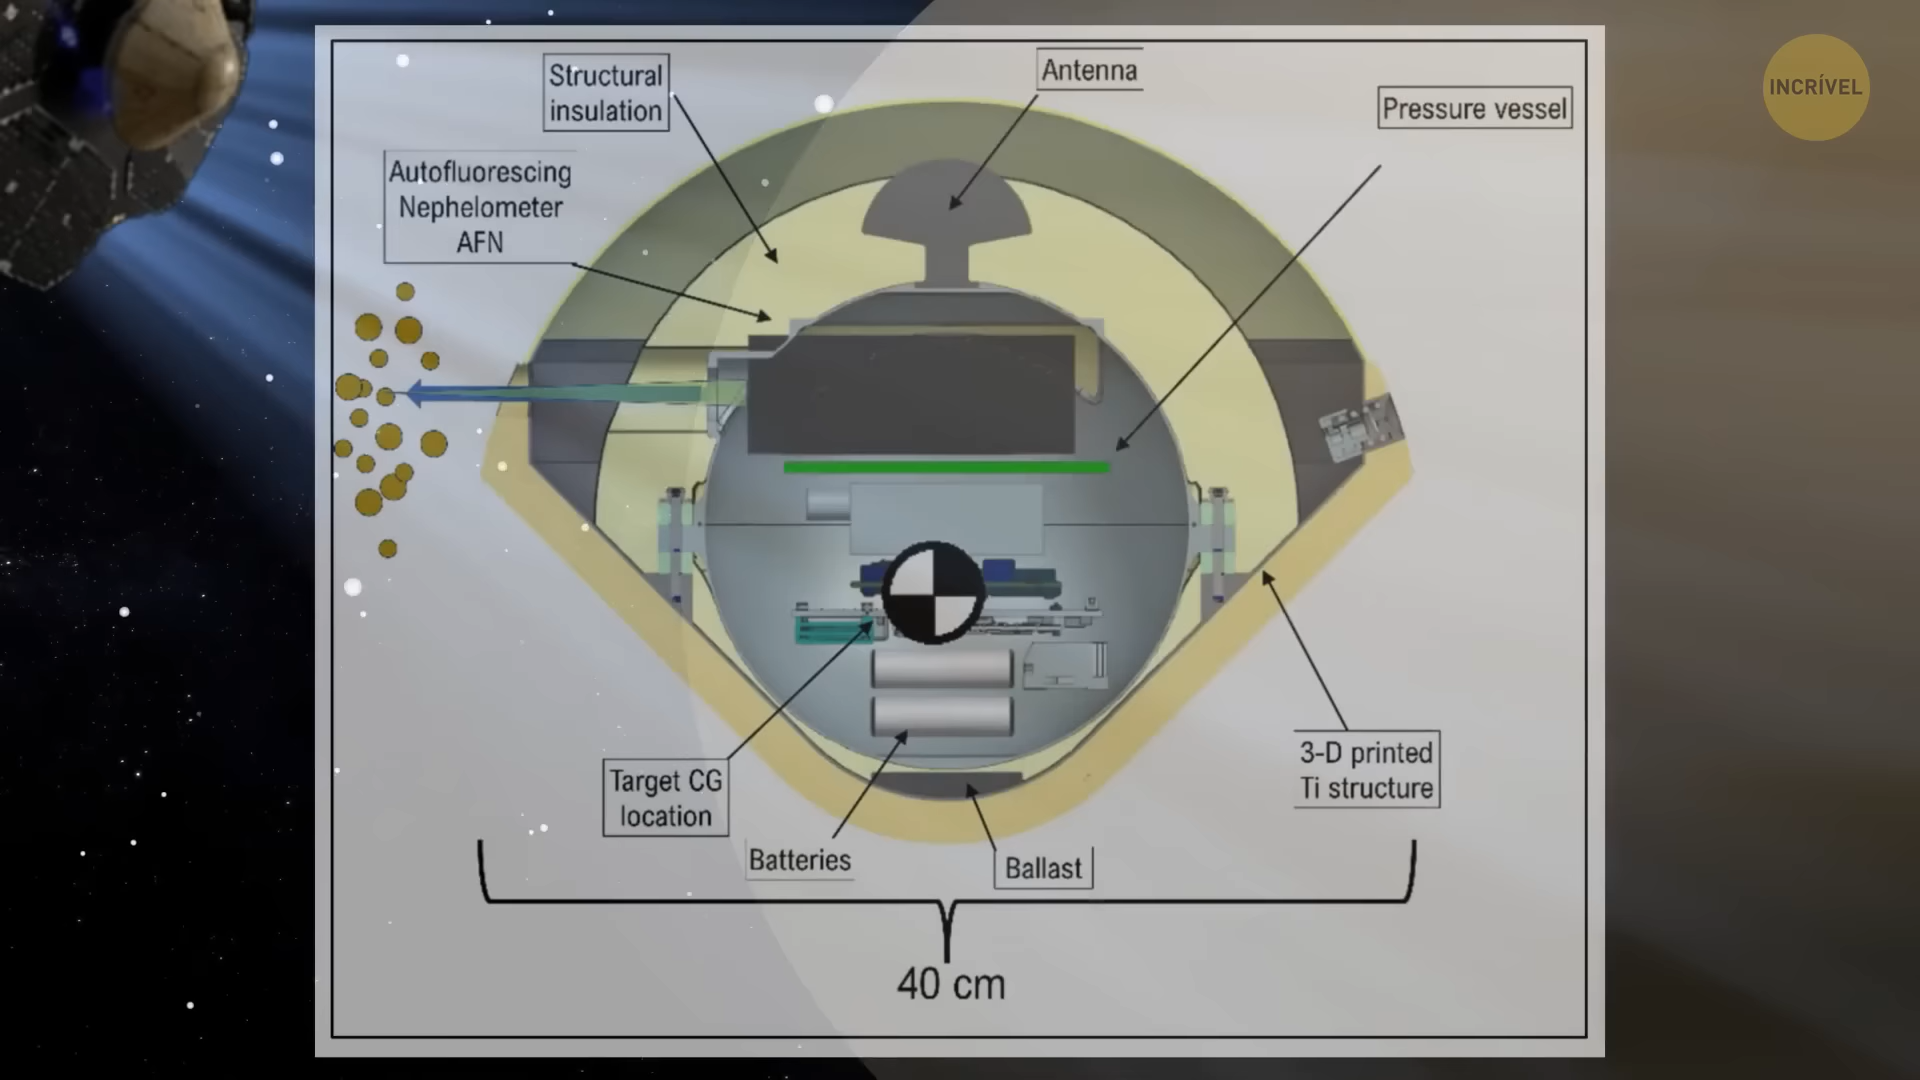 Structural
insulation
Antenna
Pressure vessel
INCRÍVEL
Autofluorescing
Nephelometer
AFN
3-D printed
Ti structure
Target CG
location
Batteries
Ballast
40 cm